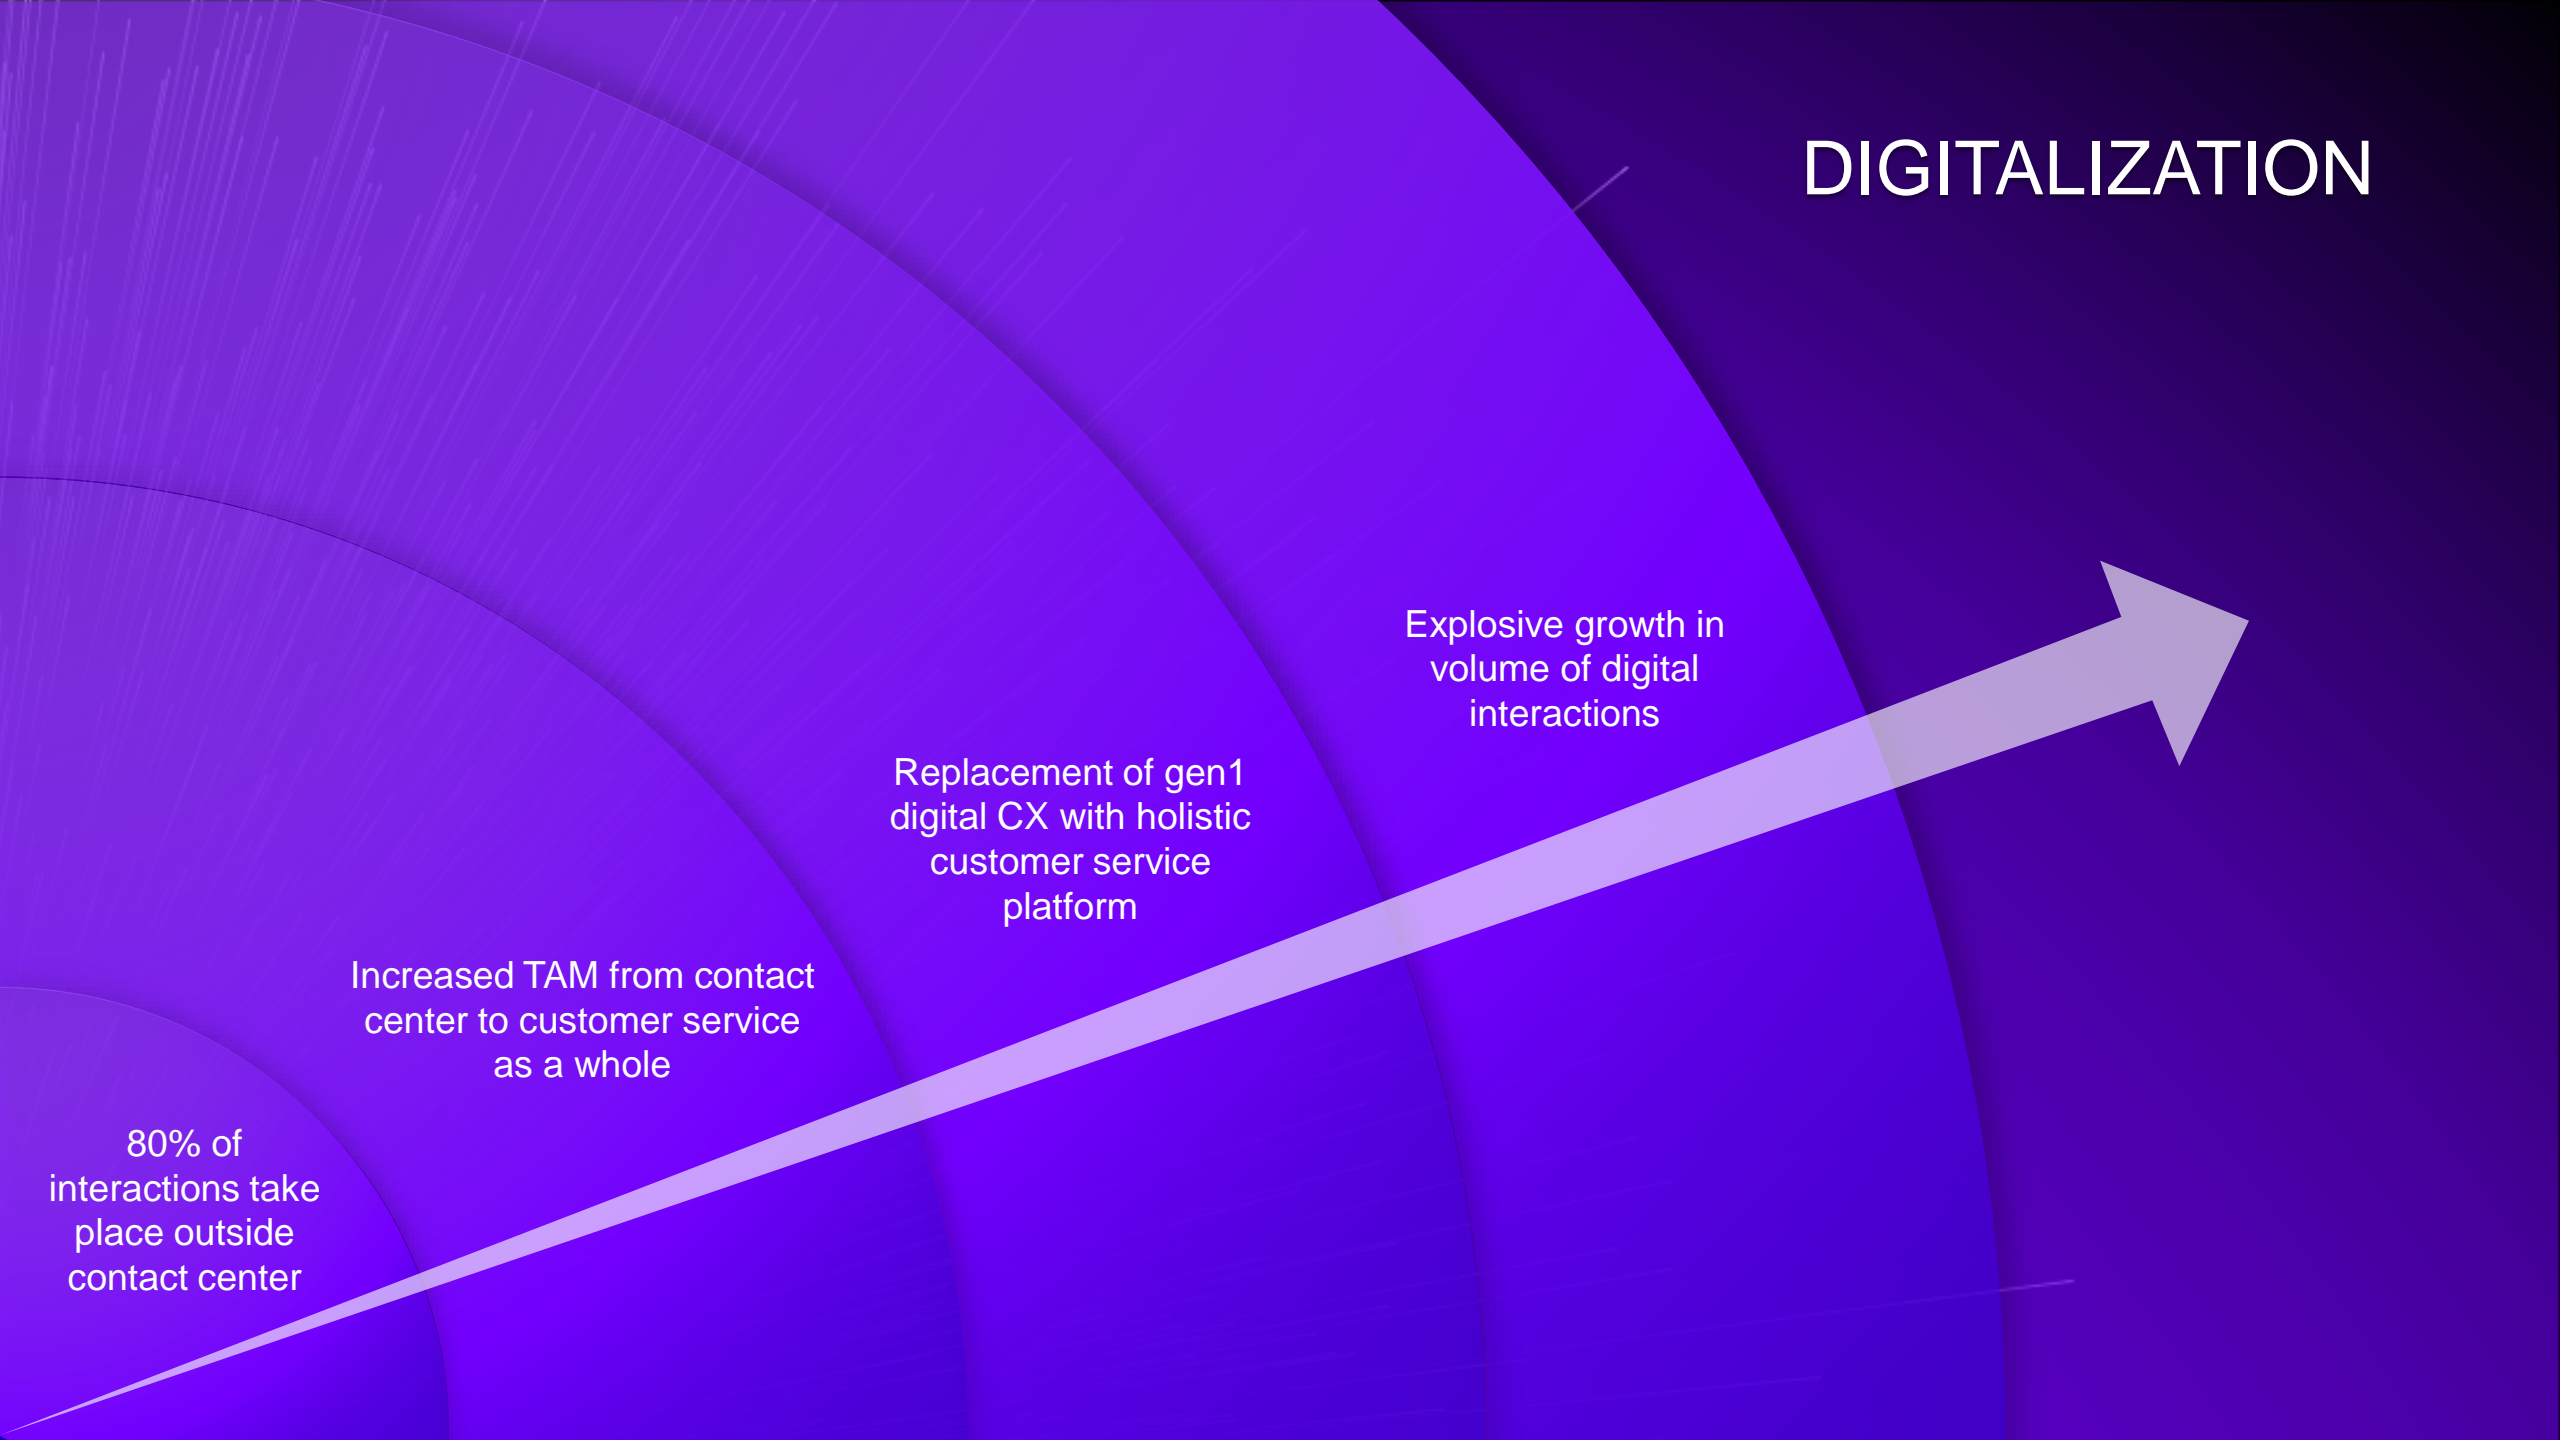 DIGITALIZATION
80% of
interactions take
place outside
contact center
Increased TAM from contact
center to customer service
as a whole
Replacement of gen1
digital CX with holistic
customer service
platform
Explosive growth in
volume of digital
interactions